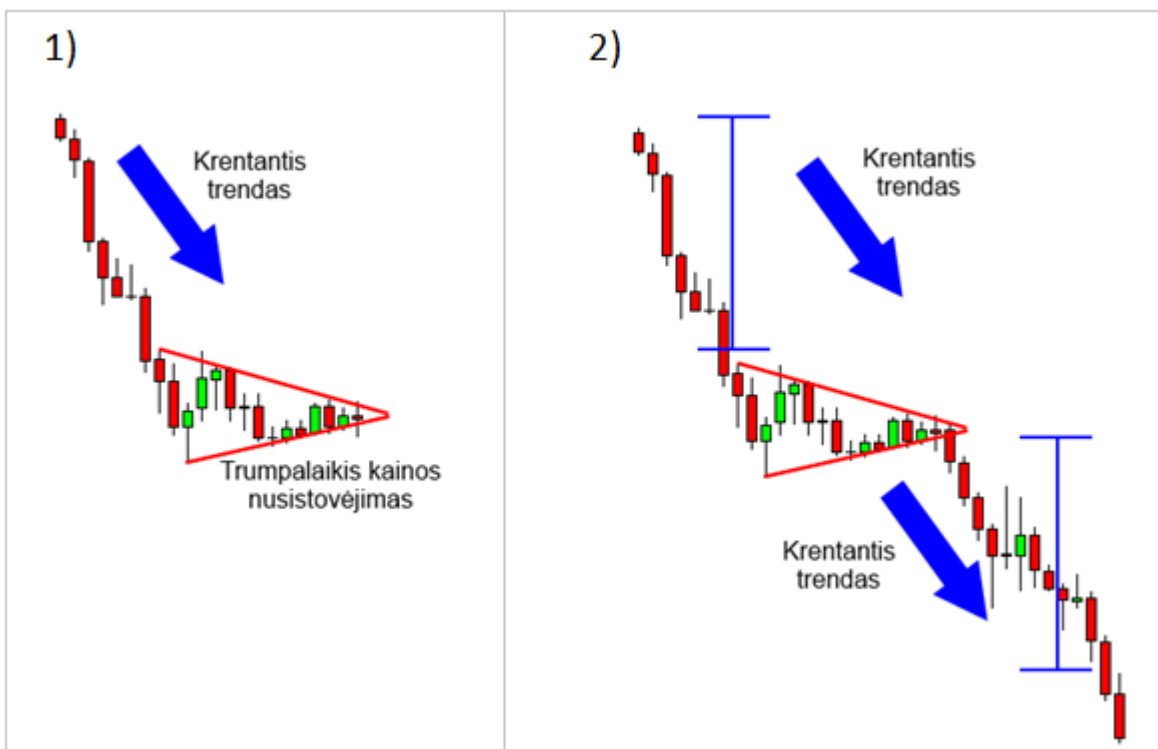 1)
Krentantis
trendas
Trumpalaikis kainos
nusistovėjimas
2)
Krentantis
trendas
Krentantis
trendas